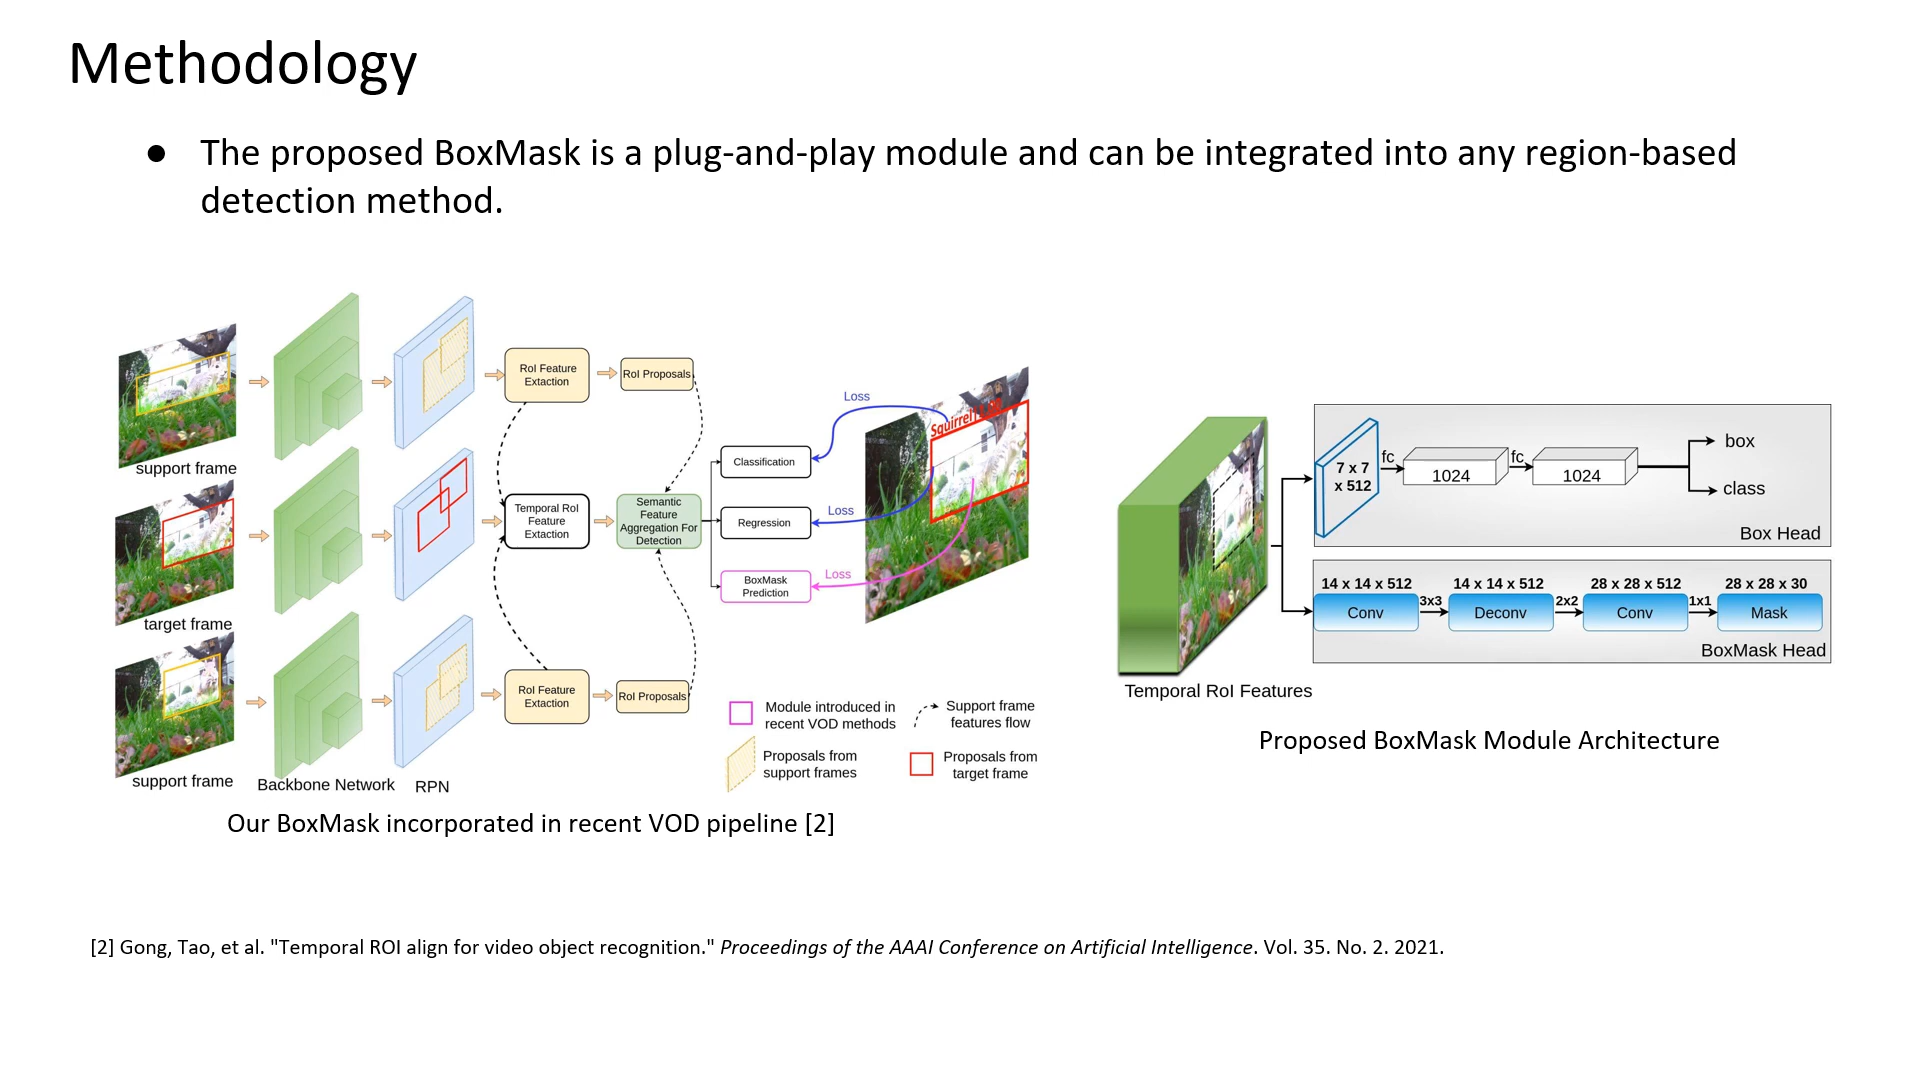 Methodology
● The proposed BoxMask is a plug-and-play module and can be integrated into any region-based
detection method.
support frame
target frame
support frame
Backbone Network
RPN
RoI Feature
Extaction
RoI Proposals
Temporal RoI
Feature
Extraction
Semantic
Feature
Aggregation For
Detection
RoI Feature
Extraction
RoI Proposals
Classification
Regression
BoxMask
Prediction
Loss
Loss
Loss
Module introduced in
recent VOD methods
Support frame
features flow
Proposals from
support frames
Proposals from
target frame
Our BoxMask incorporated in recent VOD pipeline [2]
Temporal RoI Features
7 x 7
x 512
fc
1024
fc
1024
box
class
Box Head
14 x 14 x 512
14 x 14 x 512
28 x 28 x 512
28 x 28 x 30
Conv
3x3
Deconv
2x2
Conv
1x1
Mask
BoxMask Head
Proposed BoxMask Module Architecture
[2] Gong, Tao, et al. "Temporal ROI align for video object recognition." Proceedings of the AAAI Conference on Artificial Intelligence. Vol. 35. No. 2. 2021.